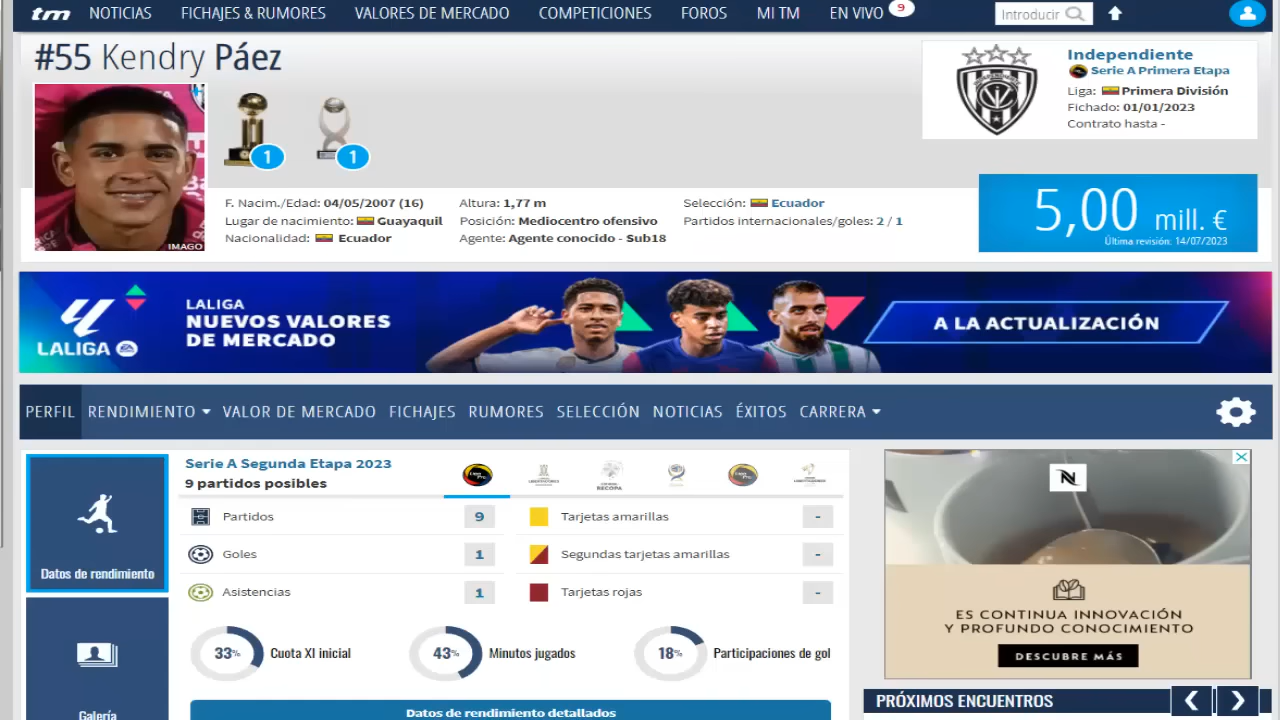 tm NOTICIAS FICHAJES & RUMORES VALORES DE MERCADO COMPETICIONES FOROS MI TM EN VIVO 9 Introducir
#55 Kendry Páez
1 1
IMAGO
F. Nacim./Edad: 04/05/2007 (16)
Lugar de nacimiento: Guayaquil
Nacionalidad: Ecuador
Altura: 1,77 m
Posición: Mediocentro ofensivo
Agente: Agente conocido - Sub18
Selección: Ecuador
Partidos internacionales/goles: 2 / 1
Independiente
Serie A Primera Etapa
Liga: Primera División
Fichado: 01/01/2023
Contrato hasta -
5,00 mill. €
Última revisión: 14/07/2023
LALIGA
LALIGA
NUEVOS VALORES
DE MERCADO
A LA ACTUALIZACIÓN
PERFIL RENDIMIENTO VALOR DE MERCADO FICHAJES RUMORES SELECCIÓN NOTICIAS ÉXITOS CARRERA
Datos de rendimiento
Galería
Serie A Segunda Etapa 2023
9 partidos posibles
RECOPA
Partidos 9 Tarjetas amarillas -
Goles 1 Segundas tarjetas amarillas -
Asistencias 1 Tarjetas rojas -
33% Cuota XI inicial 43% Minutos jugados 18% Participaciones de gol
Datos de rendimiento detallados
N
ES CONTINUA INNOVACIÓN
Y PROFUNDO CONOCIMIENTO
DESCUBRE MÁS
PRÓXIMOS ENCUENTROS